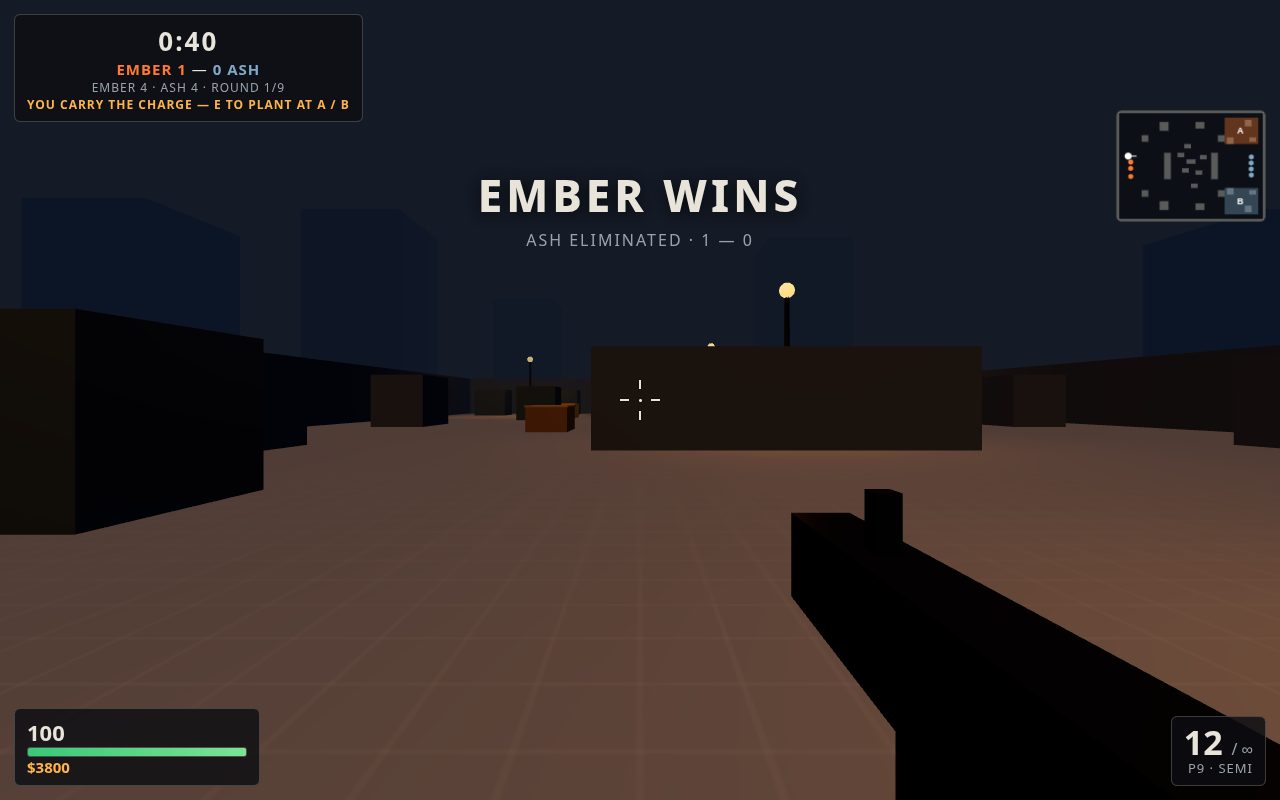 0:40
EMBER 1 — 0 ASH
EMBER 4 · ASH 4 · ROUND 1/9
YOU CARRY THE CHARGE — E TO PLANT AT A / B
A
B
EMBER WINS
ASH ELIMINATED · 1 — 0
100
$3800
12 / ∞
P9 · SEMI